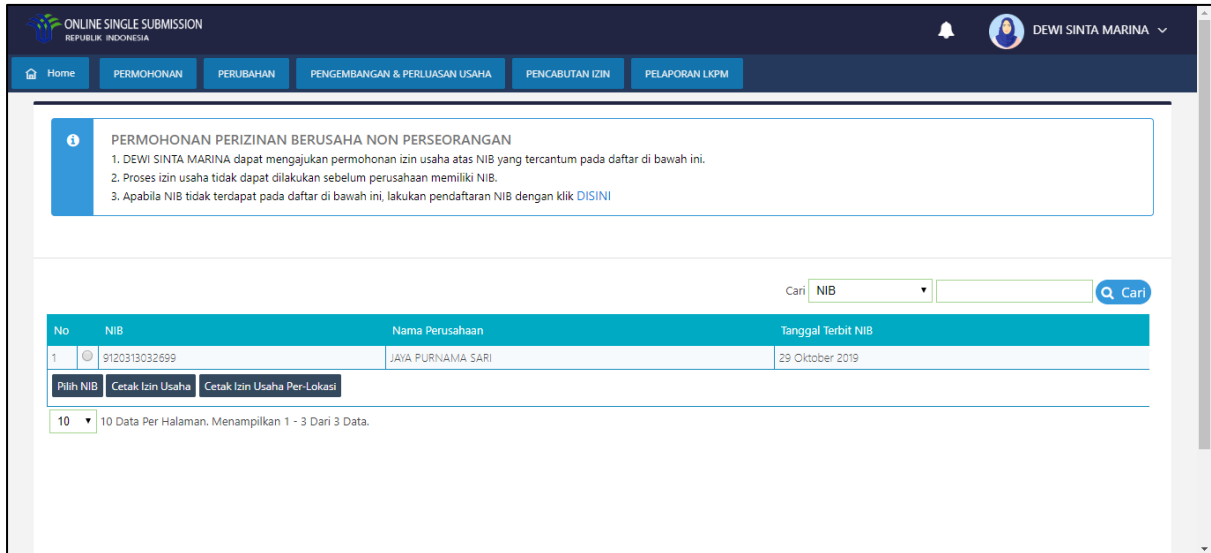 ONLINE SINGLE SUBMISSION
REPUBLIK INDONESIA
DEWI SINTA MARINA
Home PERMOHONAN PERUBAHAN PENGEMBANGAN & PERLUASAN USAHA PENCABUTAN IZIN PELAPORAN LKPM
PERMOHONAN PERIZINAN BERUSAHA NON PERSEORANGAN
1. DEWI SINTA MARINA dapat mengajukan permohonan izin usaha atas NIB yang tercantum pada daftar di bawah ini.
2. Proses izin usaha tidak dapat dilakukan sebelum perusahaan memiliki NIB.
3. Apabila NIB tidak terdapat pada daftar di bawah ini, lakukan pendaftaran NIB dengan klik DISINI
Cari NIB Cari
No NIB Nama Perusahaan Tanggal Terbit NIB
1 9120313032699 JAYA PURNAMA SARI 29 Oktober 2019
Pilih NIB Cetak Izin Usaha Cetak Izin Usaha Per-Lokasi
10 10 Data Per Halaman. Menampilkan 1 - 3 Dari 3 Data.